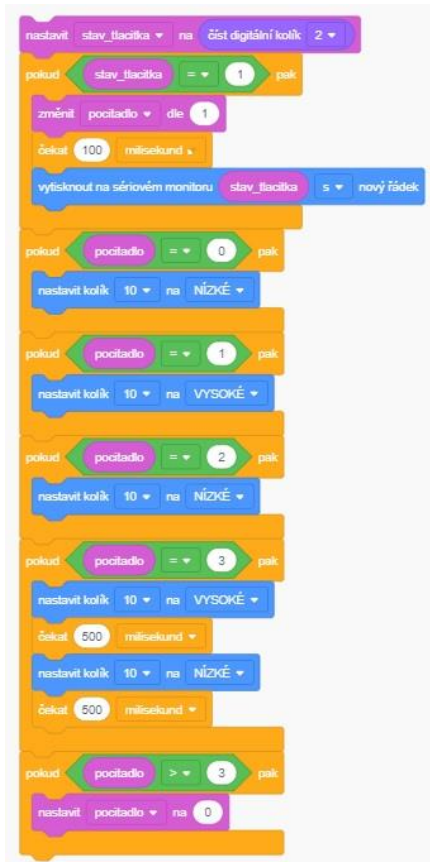 nastavit stav_tlacitka na číst digitální kolík 2
pokud stav_tlacitka = 1 pak
změnit pocitadlo dle 1
čekat 100 milisekund
vytisknout na sériovém monitoru stav_tlacitka s nový řádek
pokud pocitadlo = 0 pak
nastavit kolík 10 na NÍZKÉ
pokud pocitadlo = 1 pak
nastavit kolík 10 na VYSOKÉ
pokud pocitadlo = 2 pak
nastavit kolík 10 na NÍZKÉ
pokud pocitadlo = 3 pak
nastavit kolík 10 na VYSOKÉ
čekat 500 milisekund
nastavit kolík 10 na NÍZKÉ
čekat 500 milisekund
pokud pocitadlo > 3 pak
nastavit pocitadlo na 0